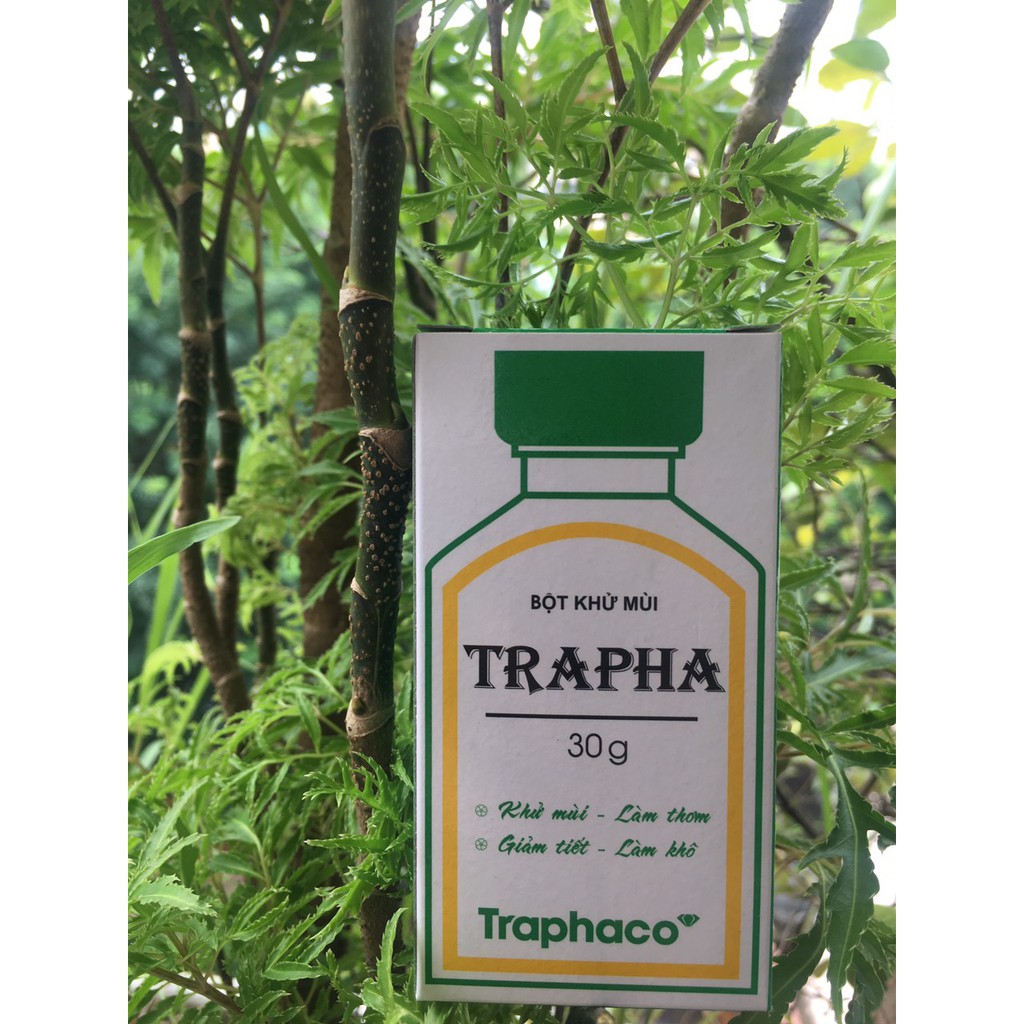 BỘT KHỬ MÙI
TRAPHA
30g
Khử mùi - Làm thơm
Giảm tiết - Làm khô
Traphaco